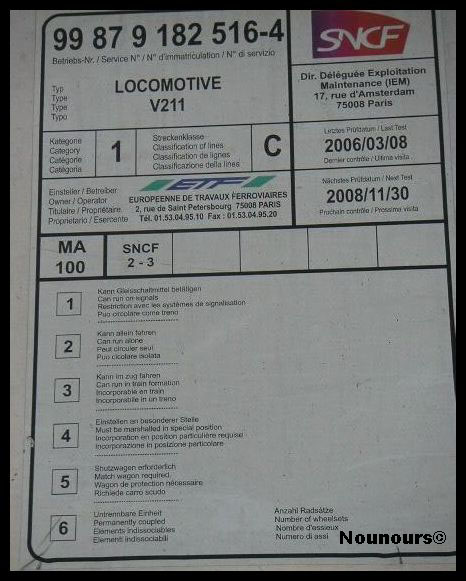 99 87 9 182 516-4
Betriebs-Nr. / Service N° / N° d'immatriculation / N° di servizio
SNCF
Dir. Déléguée Exploitation
Maintenance (IEM)
17, rue d'Amsterdam
75008 Paris
Typ
Type
Type
Tipo
LOCOMOTIVE
V211
Kategorie
Category
Catégorie
Catégoria
1
Streckenklasse
Classification of lines
Classification de lignes
Classificazione della lines
C
Letztes Prüfdatum / Last Test
2006/03/08
Dernier contrôle / Ultima visita
Einsteller / Betreiber
Owner / Operator
Titulaire / Propriétaire
Propriétario / Esercente
ETF
EUROPEENNE DE TRAVAUX FERROVIAIRES
2, rue de Saint Petersbourg 75008 PARIS
Tél. 01.53.04.95.10 Fax : 01.53.04.95.20
Nächstes Prüfdatum / Next Test
2008/11/30
Prochain contrôle / Prossima visita
MA
100
SNCF
2 - 3
1
Kann Gleisschaltmittel betätigen
Can run on signals
Restriction avec les systèmes de signalisation
Puo circolare come treno
2
Kann allein fahren
Can run alone
Peut circuler seul
Puo cicolare isolata
3
Kann im zug fahren
Can run in train formation
Incorporable en train
Incorporabile in un treno
4
Einstellen an besonderer Stelle
Must be marshalled in special position
Incorporation en position particulière requise
Incorporazione in posizione particolare
5
Shutzwagen erforderlich
Match wagon required.
Wagon de protection nécessaire
Richiede carro scudo
6
Untrennbare Einheit
Permanently coupled
Elements indissociables
Elementi indissociabili
Anzahl Radsätze
Number of wheelsets
Nombre d'essieux
Numero di assi
Nounours©